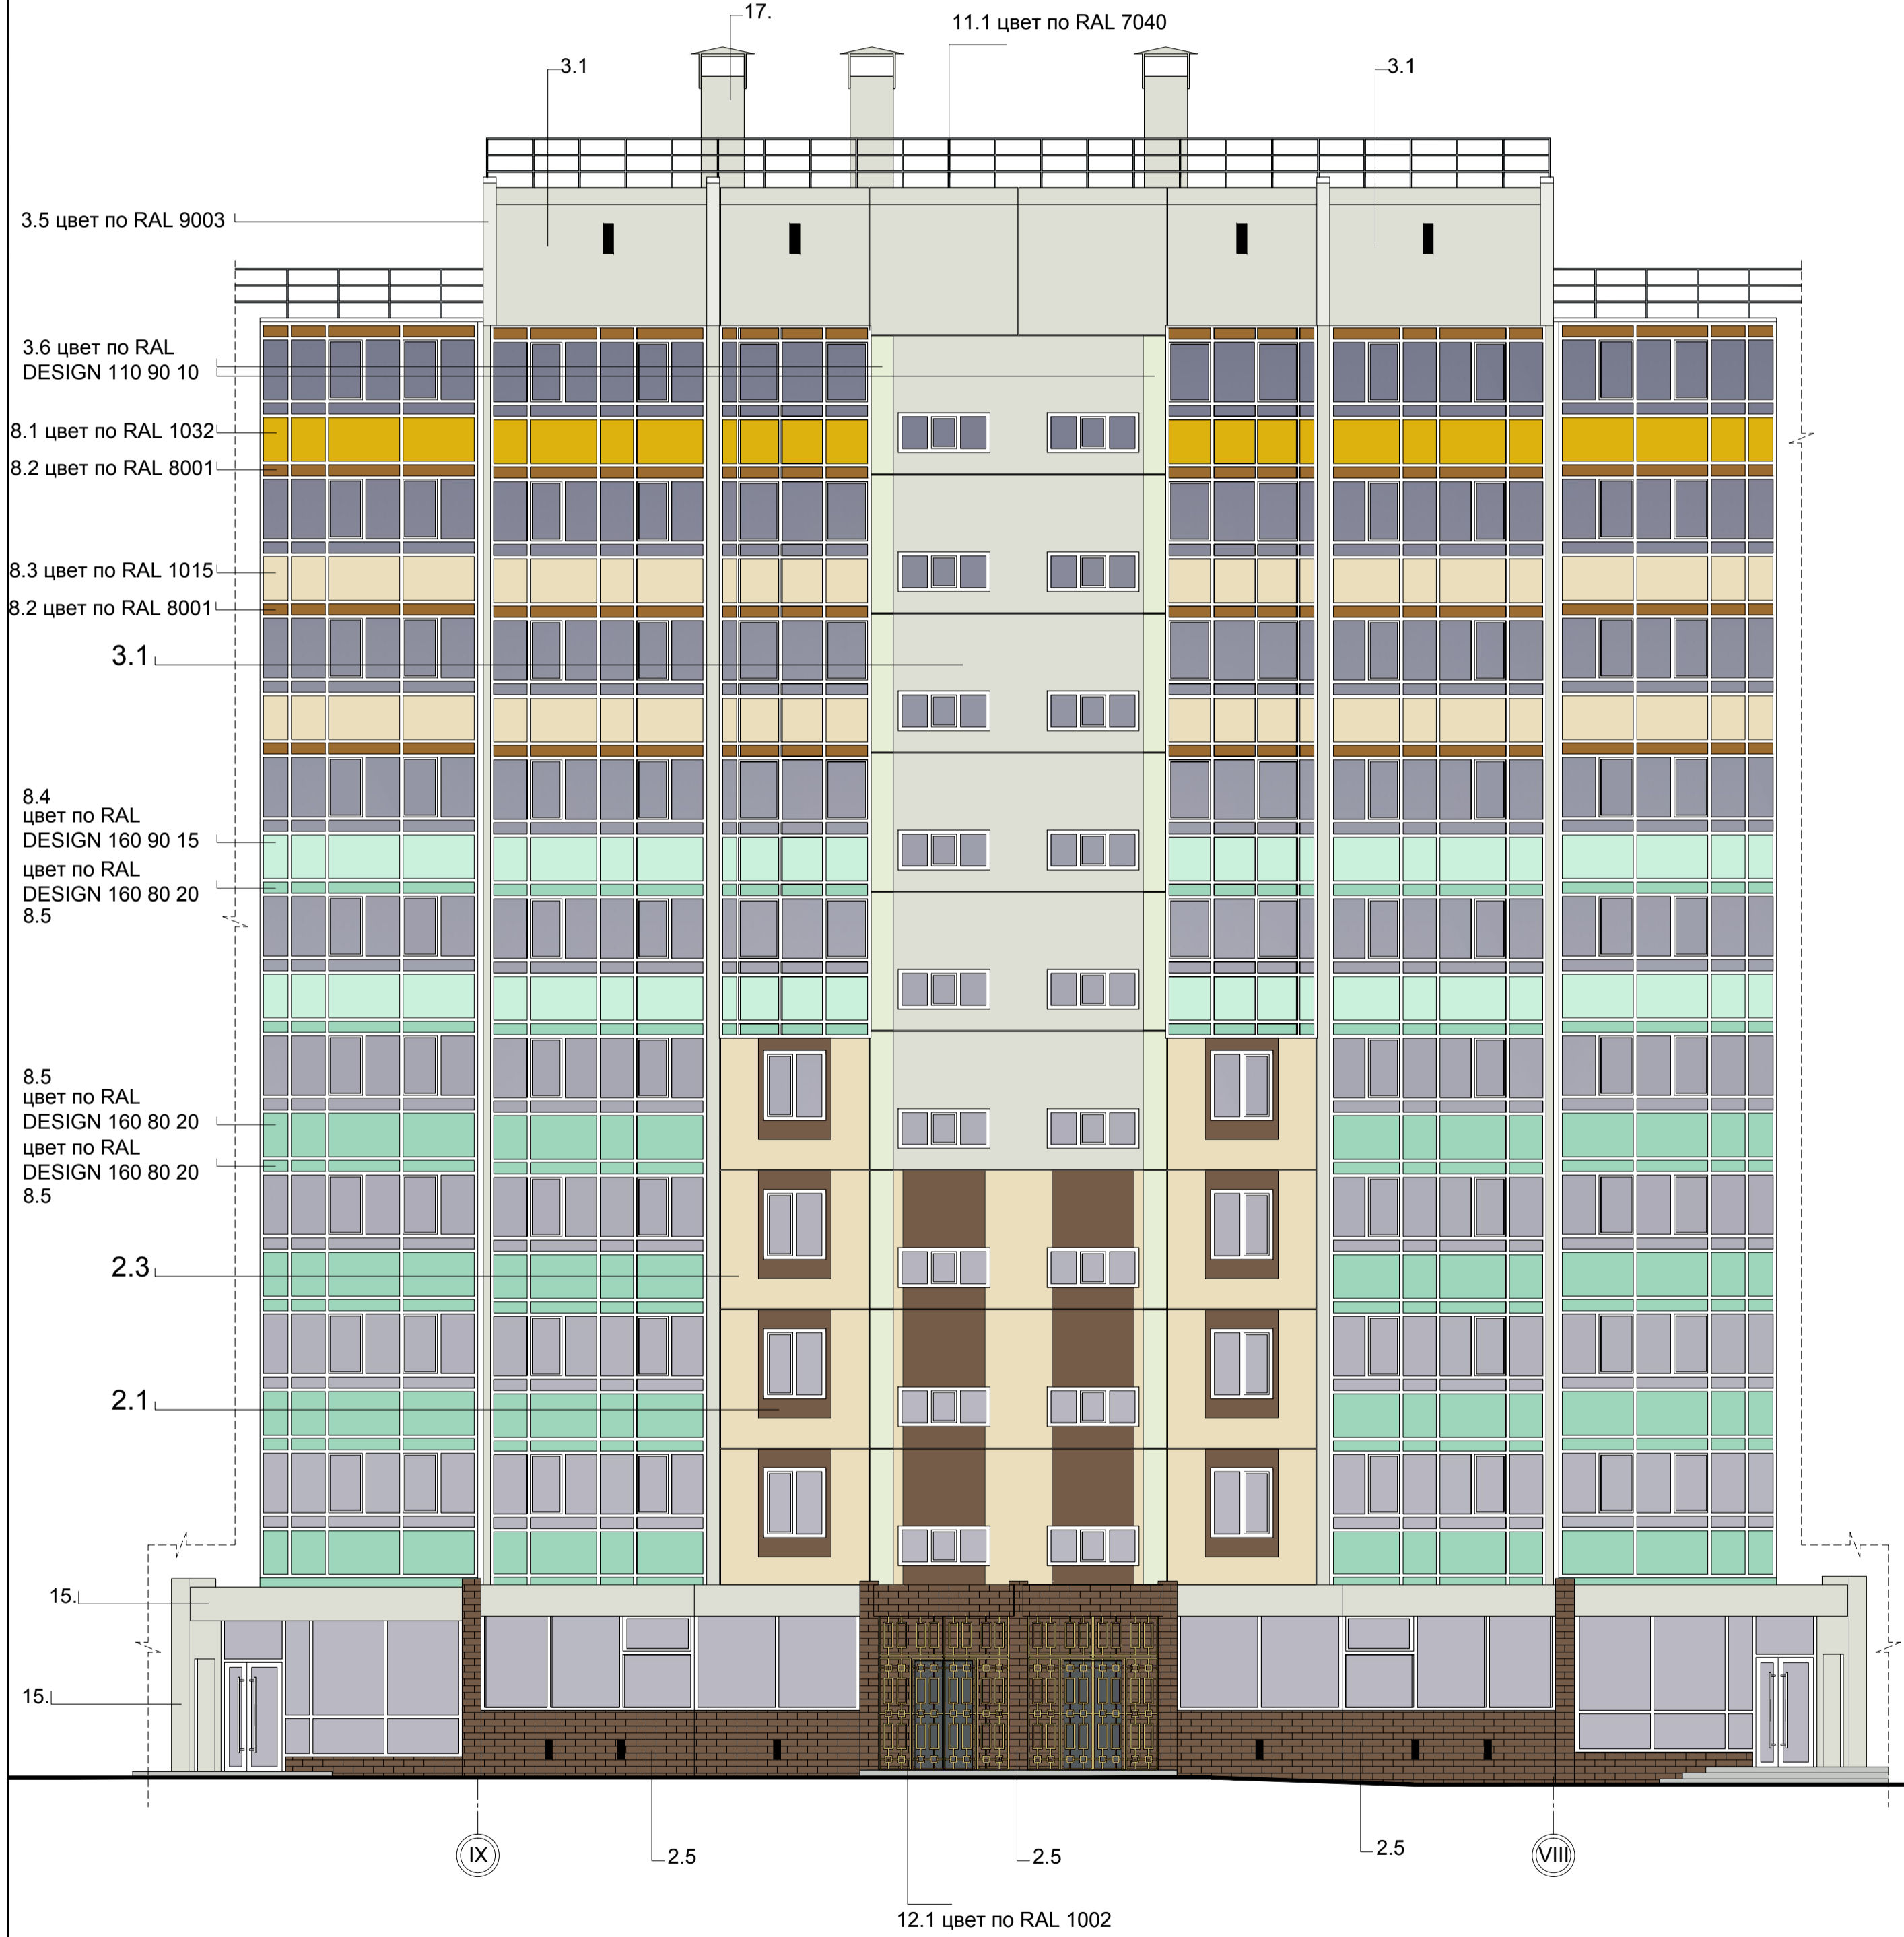 17.
11.1 цвет по RAL 7040
3.1
3.1
3.5 цвет по RAL 9003
3.6 цвет по RAL
DESIGN 110 90 10
8.1 цвет по RAL 1032
8.2 цвет по RAL 8001
8.3 цвет по RAL 1015
8.2 цвет по RAL 8001
3.1
8.4
цвет по RAL
DESIGN 160 90 15
цвет по RAL
DESIGN 160 80 20
8.5
8.5
цвет по RAL
DESIGN 160 80 20
цвет по RAL
DESIGN 160 80 20
8.5
2.3
2.1
15.
15.
IX
2.5
2.5
2.5
VIII
12.1 цвет по RAL 1002